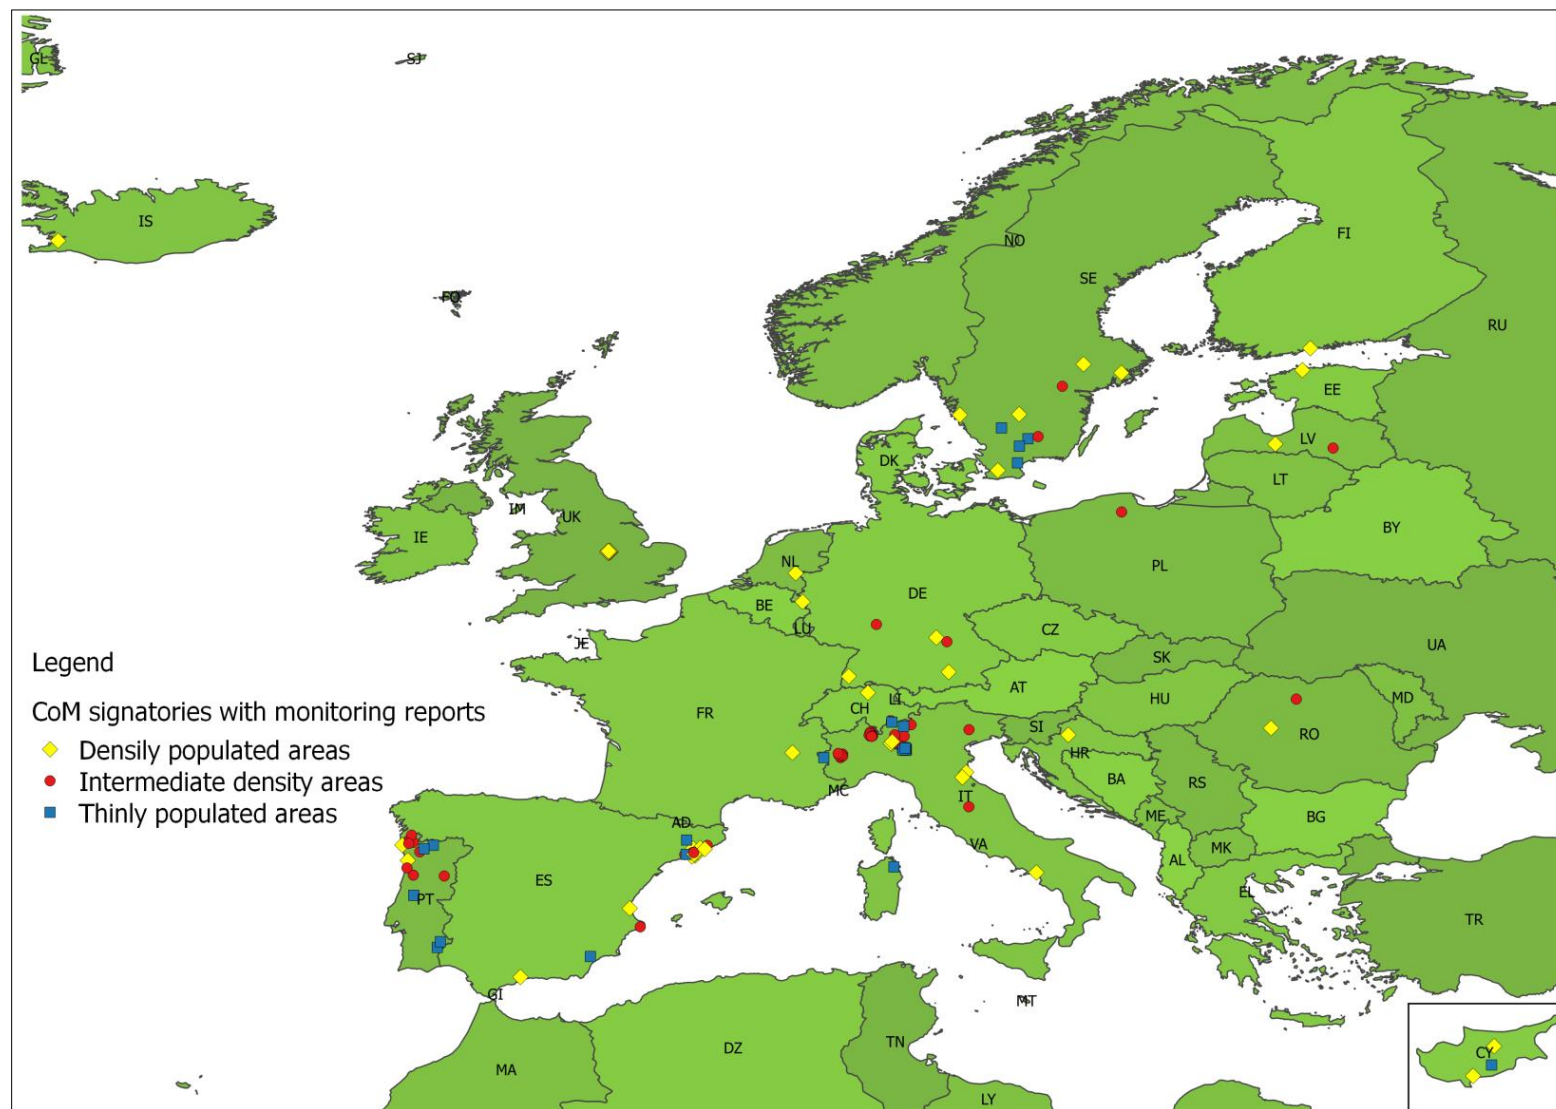 GL
SJ
IS
FO
NO
FI
SE
RU
EE
LV
DK
LT
IM
UK
IE
BY
NL
PL
DE
BE
LU
CZ
JE
SK
UA
Legend
AT
HU
MD
LI
CH
FR
CoM signatories with monitoring reports
SI
RO
HR
Densily populated areas
BA
RS
Intermediate density areas
MC
IT
ME
BG
Thinly populated areas
AD
VA
MK
AL
ES
EL
PT
TR
GI
MT
TN
DZ
CY
MA
LY